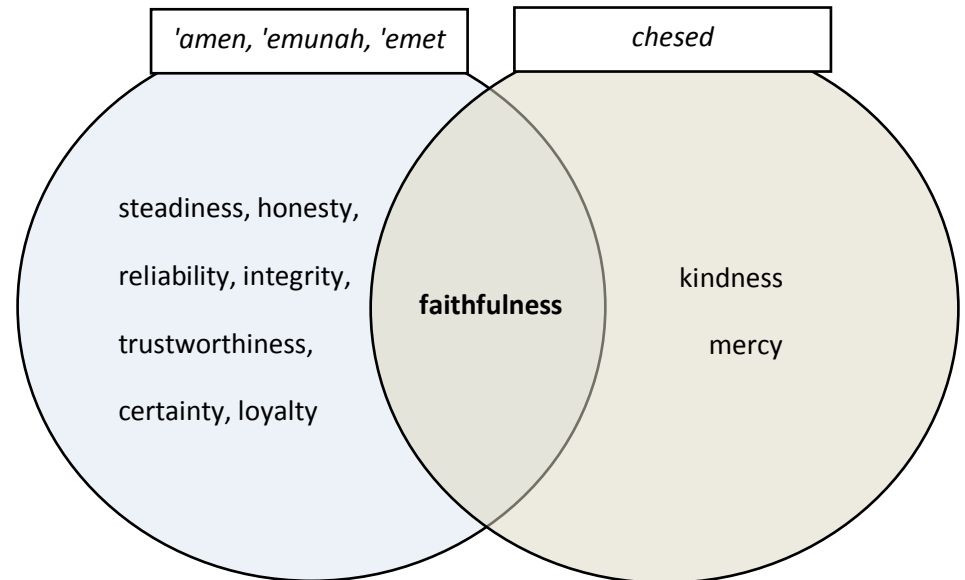 'amen, 'emunah, 'emet
chesed
steadiness, honesty,
reliability, integrity,
trustworthiness,
certainty, loyalty
faithfulness
kindness
mercy